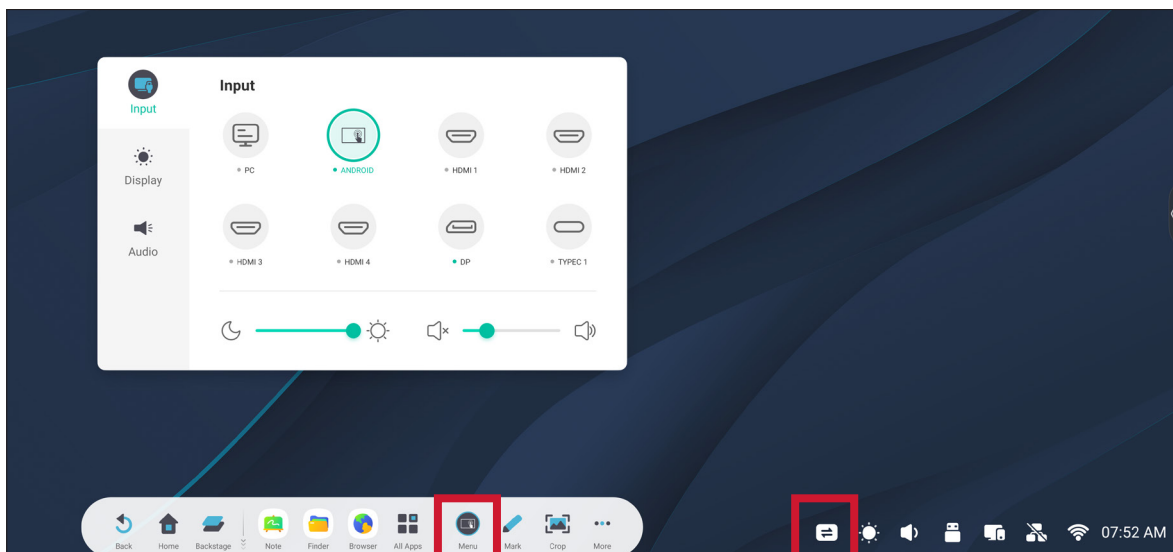 Input
Input
PC
ANDROID
HDMI 1
HDMI 2
Display
Audio
HDMI 3
HDMI 4
DP
TYPEC 1
Back Home Backstage Note Finder Browser All Apps Menu Mark Crop More
07:52 AM